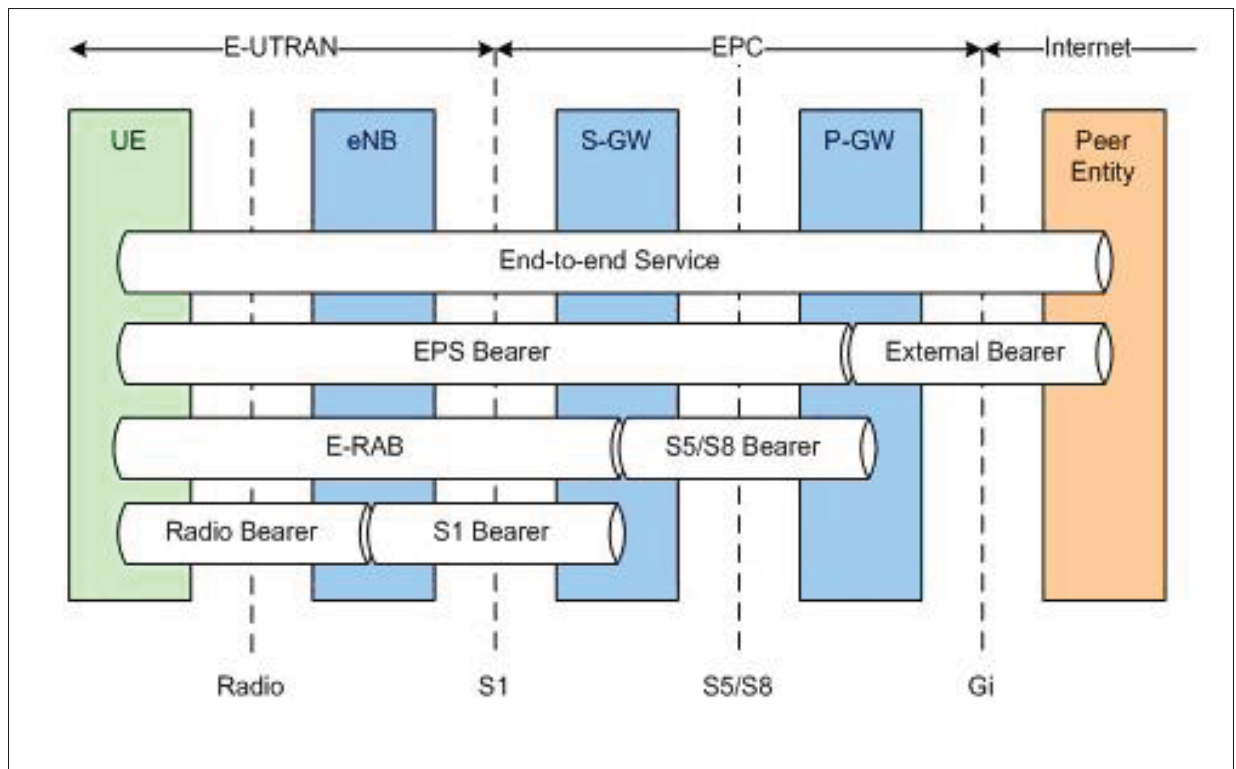 E-UTRAN EPC Internet
UE eNB S-GW P-GW Peer
Entity
End-to-end Service
EPS Bearer External Bearer
E-RAB S5/S8 Bearer
Radio Bearer S1 Bearer
Radio S1 S5/S8 Gi